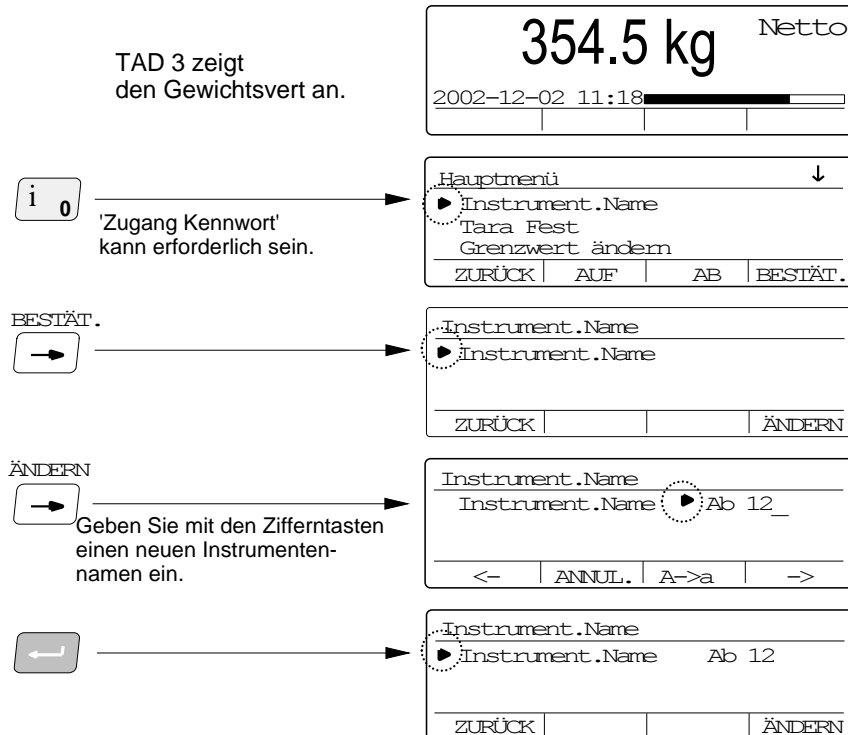 354.5 kg Netto
TAD 3 zeigt
den Gewichtsvert an.
2002-12-02 11:18
i 0
'Zugang Kennwort'
kann erforderlich sein.
Hauptmenü ↓
Instrument.Name
Tara Fest
Grenzwert ändern
ZURÜCK AUF AB BESTÄT.
BESTÄT.
Instrument.Name
Instrument.Name
ZURÜCK ÄNDERN
ÄNDERN
Geben Sie mit den Zifferntasten
einen neuen Instrumenten-
namen ein.
Instrument.Name
Instrument.Name Ab 12_
<- ANNUL. A->a ->
Instrument.Name
Instrument.Name Ab 12
ZURÜCK ÄNDERN